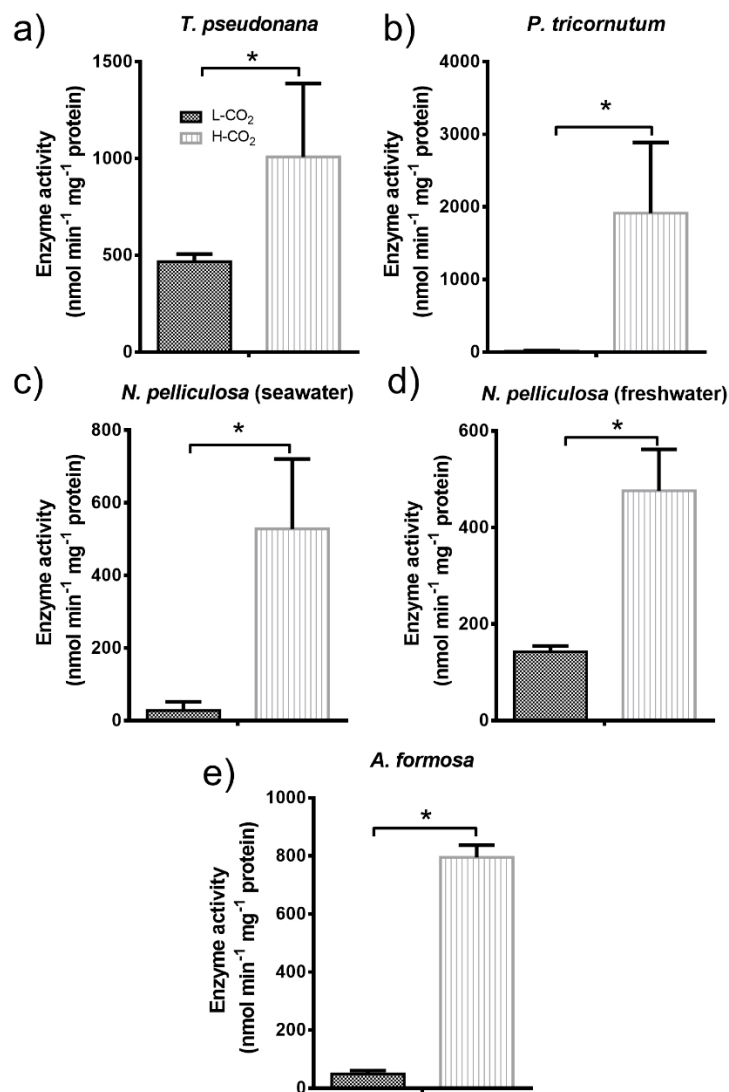 a)
T. pseudonana
1500
1000
500
0
Enzyme activity
(nmol min⁻¹ mg⁻¹ protein)
*
L-CO₂
H-CO₂
b)
P. tricornutum
4000
3000
2000
1000
0
Enzyme activity
(nmol min⁻¹ mg⁻¹ protein)
*
c)
N. pelliculosa (seawater)
800
600
400
200
0
Enzyme activity
(nmol min⁻¹ mg⁻¹ protein)
*
d)
N. pelliculosa (freshwater)
600
400
200
0
Enzyme activity
(nmol min⁻¹ mg⁻¹ protein)
*
e)
A. formosa
1000
800
600
400
200
0
Enzyme activity
(nmol min⁻¹ mg⁻¹ protein)
*